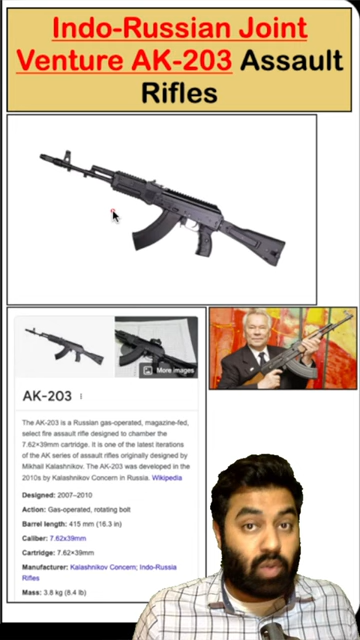 Indo-Russian Joint
Venture AK-203 Assault
Rifles
More images
AK-203
The AK-203 is a Russian gas-operated, magazine-fed,
select fire assault rifle designed to chamber the
7.62×39mm cartridge. It is one of the latest iterations
of the AK series of assault rifles originally designed by
Mikhail Kalashnikov. The AK-203 was developed in the
2010s by Kalashnikov Concern in Russia. Wikipedia
Designed: 2007–2010
Action: Gas-operated, rotating bolt
Barrel length: 415 mm (16.3 in)
Caliber: 7.62x39mm
Cartridge: 7.62×39mm
Manufacturer: Kalashnikov Concern; Indo-Russia
Rifles
Mass: 3.8 kg (8.4 lb)